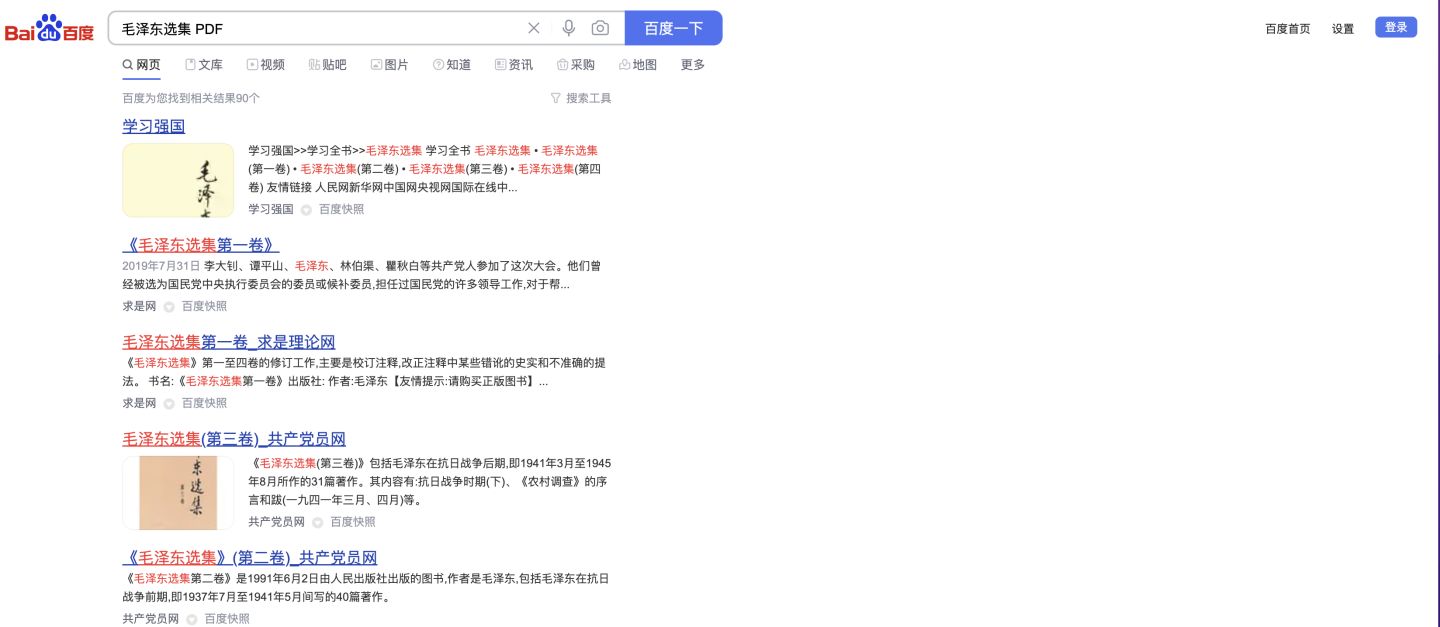 Bai du 百度
毛泽东选集 PDF
百度一下
百度首页 设置 登录
网页 文库 视频 贴吧 图片 知道 资讯 采购 地图 更多
百度为您找到相关结果90个 搜索工具
学习强国
毛泽东
学习强国>>学习全书>>毛泽东选集 学习全书 毛泽东选集 • 毛泽东选集
(第一卷) • 毛泽东选集(第二卷) • 毛泽东选集(第三卷) • 毛泽东选集(第四
卷) 友情链接 人民网新华网中国网央视网国际在线中...
学习强国 百度快照
《毛泽东选集第一卷》
2019年7月31日 李大钊、谭平山、毛泽东、林伯渠、瞿秋白等共产党人参加了这次大会。他们曾
经被选为国民党中央执行委员会的委员或候补委员,担任过国民党的许多领导工作,对于帮...
求是网 百度快照
毛泽东选集第一卷_求是理论网
《毛泽东选集》第一至四卷的修订工作,主要是校订注释,改正注释中某些错讹的史实和不准确的提
法。 书名:《毛泽东选集第一卷》出版社: 作者:毛泽东【友情提示:请购买正版图书】...
求是网 百度快照
毛泽东选集(第三卷)_共产党员网
东选集
《毛泽东选集(第三卷)》包括毛泽东在抗日战争后期,即1941年3月至1945
年8月所作的31篇著作。其内容有:抗日战争时期(下)、《农村调查》的序
言和跋(一九四一年三月、四月)等。
共产党员网 百度快照
《毛泽东选集》(第二卷)_共产党员网
《毛泽东选集第二卷》是1991年6月2日由人民出版社出版的图书,作者是毛泽东,包括毛泽东在抗日
战争前期,即1937年7月至1941年5月间写的40篇著作。
共产党员网 百度快照